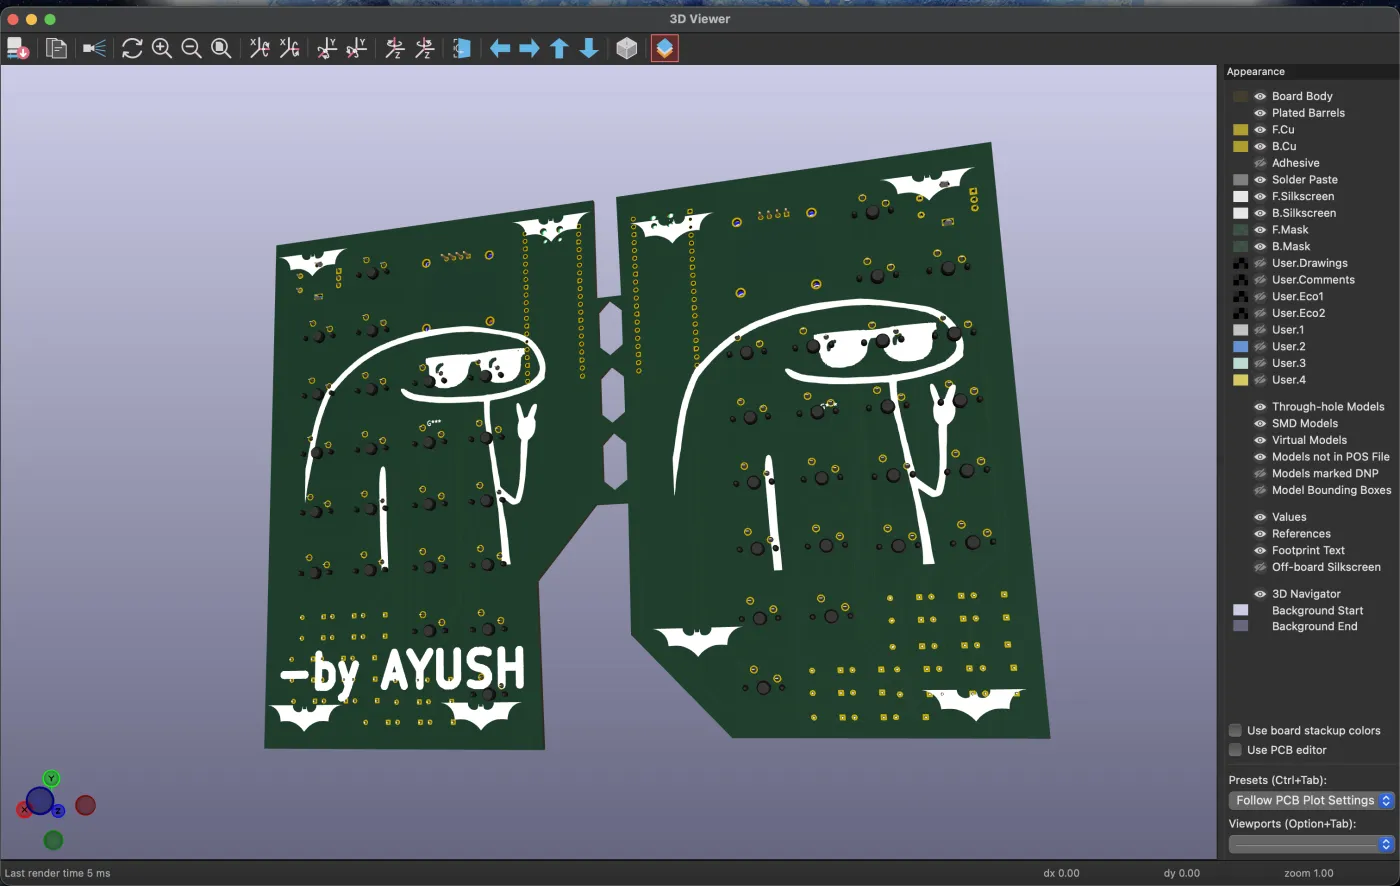 3D Viewer
Appearance
Board Body
Plated Barrels
F.Cu
B.Cu
Adhesive
Solder Paste
F.Silkscreen
B.Silkscreen
F.Mask
B.Mask
User.Drawings
User.Comments
User.Eco1
User.Eco2
User.1
User.2
User.3
User.4
Through-hole Models
SMD Models
Virtual Models
Models not in POS File
Models marked DNP
Model Bounding Boxes
Values
References
Footprint Text
Off-board Silkscreen
3D Navigator
Background Start
Background End
Use board stackup colors
Use PCB editor
Presets (Ctrl+Tab):
Follow PCB Plot Settings
Viewports (Option+Tab):
G***
-by AYUSH
Y
X
Z
Last render time 5 ms
dx 0.00
dy 0.00
zoom 1.00